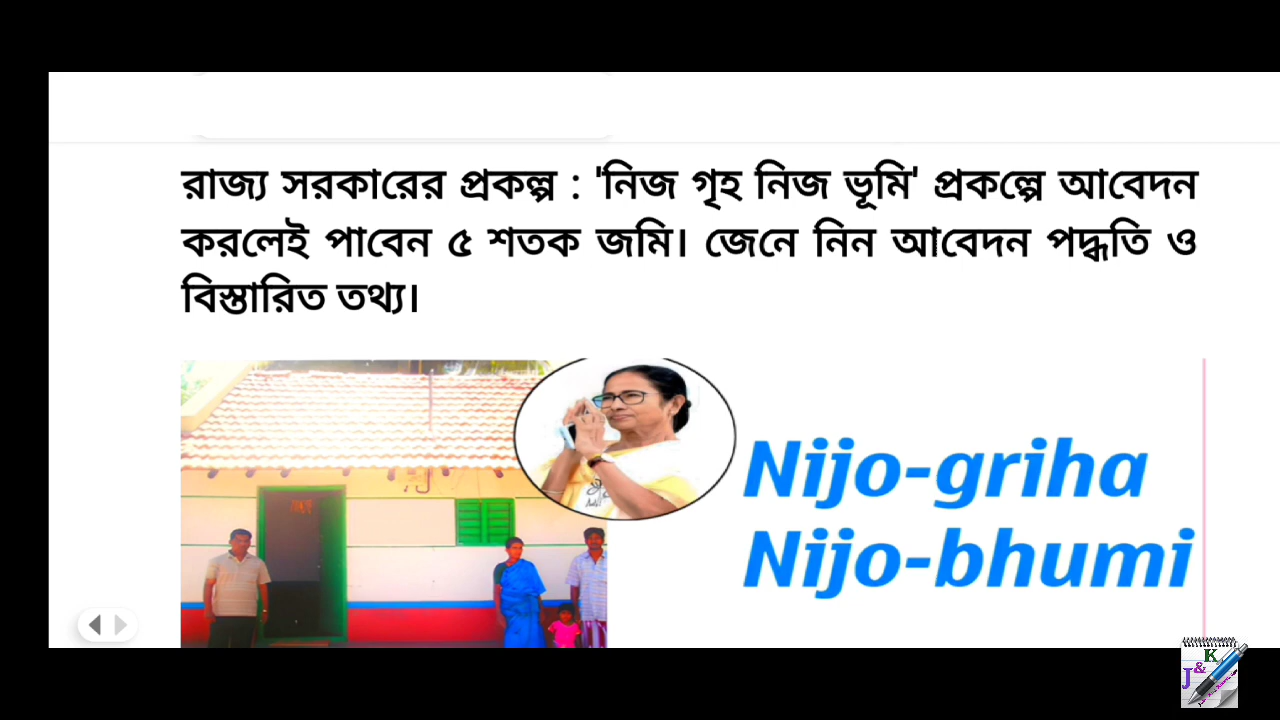 রাজ্য সরকারের প্রকল্প : 'নিজ গৃহ নিজ ভূমি' প্রকল্পে আবেদন
করলেই পাবেন ৫ শতক জমি। জেনে নিন আবেদন পদ্ধতি ও
বিস্তারিত তথ্য।
Nijo-griha
Nijo-bhumi
J&K